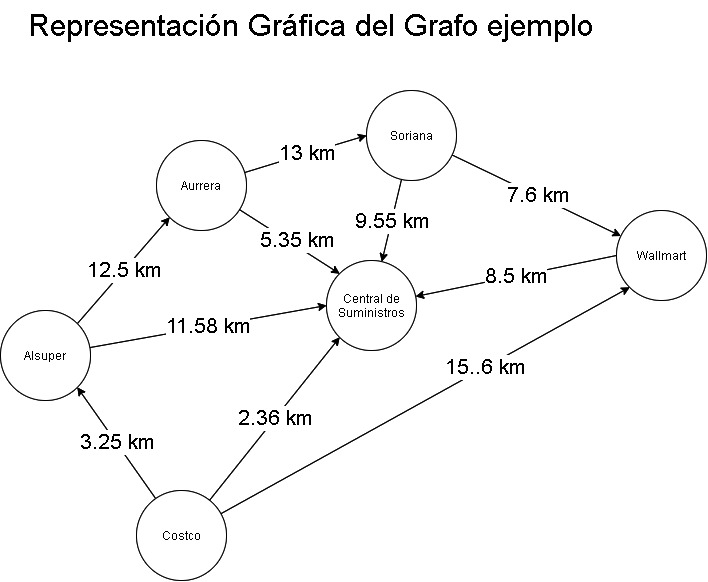 Representación Gráfica del Grafo ejemplo
Soriana
13 km
Aurrera
7.6 km
9.55 km
5.35 km
Wallmart
12.5 km
8.5 km
Central de
Suministros
11.58 km
Alsuper
15..6 km
2.36 km
3.25 km
Costco